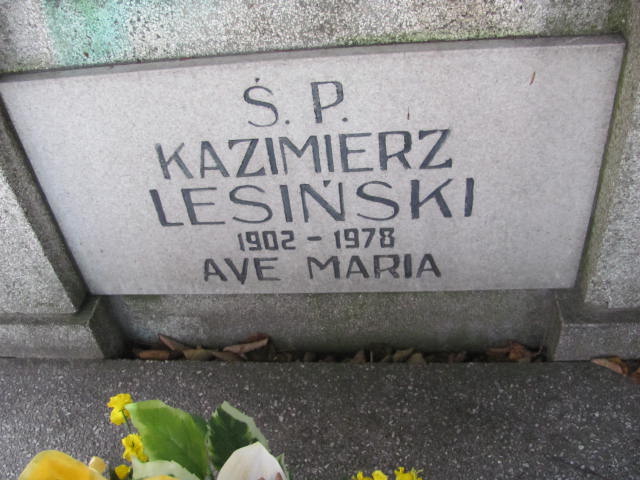 Ś. P.
KAZIMIERZ
LESIŃSKI
1902 - 1978
AVE MARIA